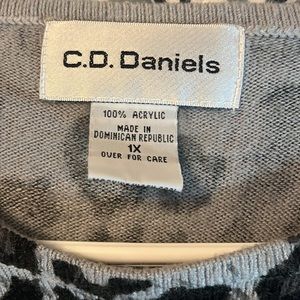 C.D. Daniels
100% ACRYLIC
MADE IN
DOMINICAN REPUBLIC
1X
OVER FOR CARE